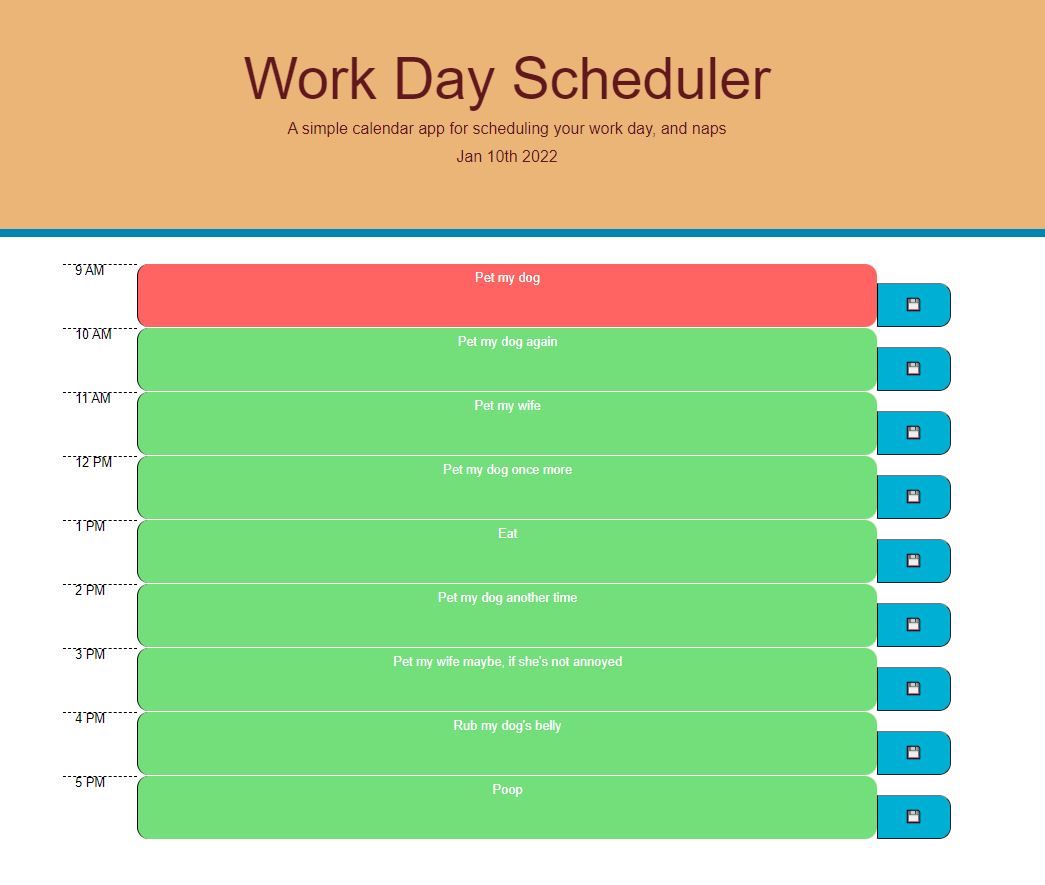 Work Day Scheduler
A simple calendar app for scheduling your work day, and naps
Jan 10th 2022
9 AM
Pet my dog
10 AM
Pet my dog again
11 AM
Pet my wife
12 PM
Pet my dog once more
1 PM
Eat
2 PM
Pet my dog another time
3 PM
Pet my wife maybe, if she's not annoyed
4 PM
Rub my dog's belly
5 PM
Poop